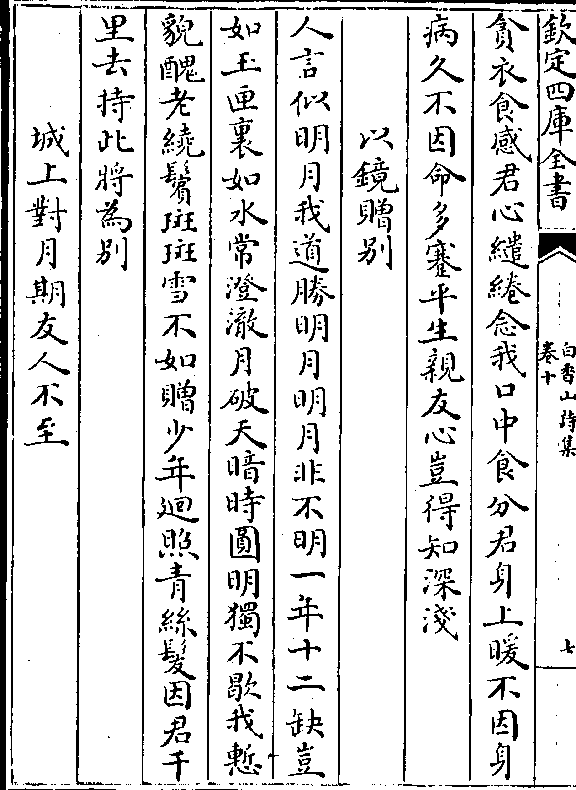 欽定四庫全書
白香山詩集
卷十
七
貪衣食感君心繾綣念我口中食分君身上暖不因身
病久不因命多蹇平生親友心豈得知深淺
以鏡贈别
人言似明月我道勝明月明月非不明一年十二缺豈
如玉匣裏如水常澄澈月破天暗時圓明獨不歇我慙
貌醜老繞鬢斑斑雪不如贈少年廻照青絲髮因君千
里去持此將為别
城上對月期友人不至